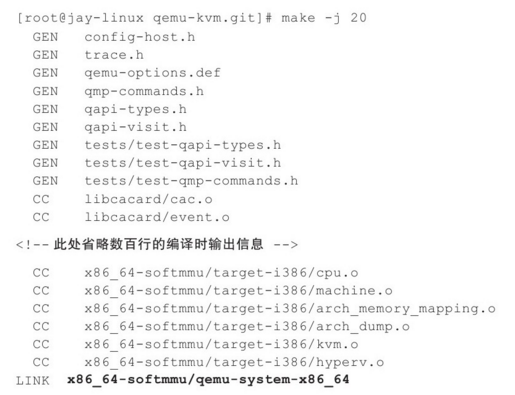 [root@jay-linux qemu-kvm.git]# make -j 20
GEN config-host.h
GEN trace.h
GEN qemu-options.def
GEN qmp-commands.h
GEN qapi-types.h
GEN qapi-visit.h
GEN tests/test-qapi-types.h
GEN tests/test-qapi-visit.h
GEN tests/test-qmp-commands.h
CC libcacard/cac.o
CC libcacard/event.o
<!-- 此处省略数百行的编译时输出信息 -->
CC x86_64-softmmu/target-i386/cpu.o
CC x86_64-softmmu/target-i386/machine.o
CC x86_64-softmmu/target-i386/arch_memory_mapping.o
CC x86_64-softmmu/target-i386/arch_dump.o
CC x86_64-softmmu/target-i386/kvm.o
CC x86_64-softmmu/target-i386/hyperv.o
LINK x86_64-softmmu/qemu-system-x86_64